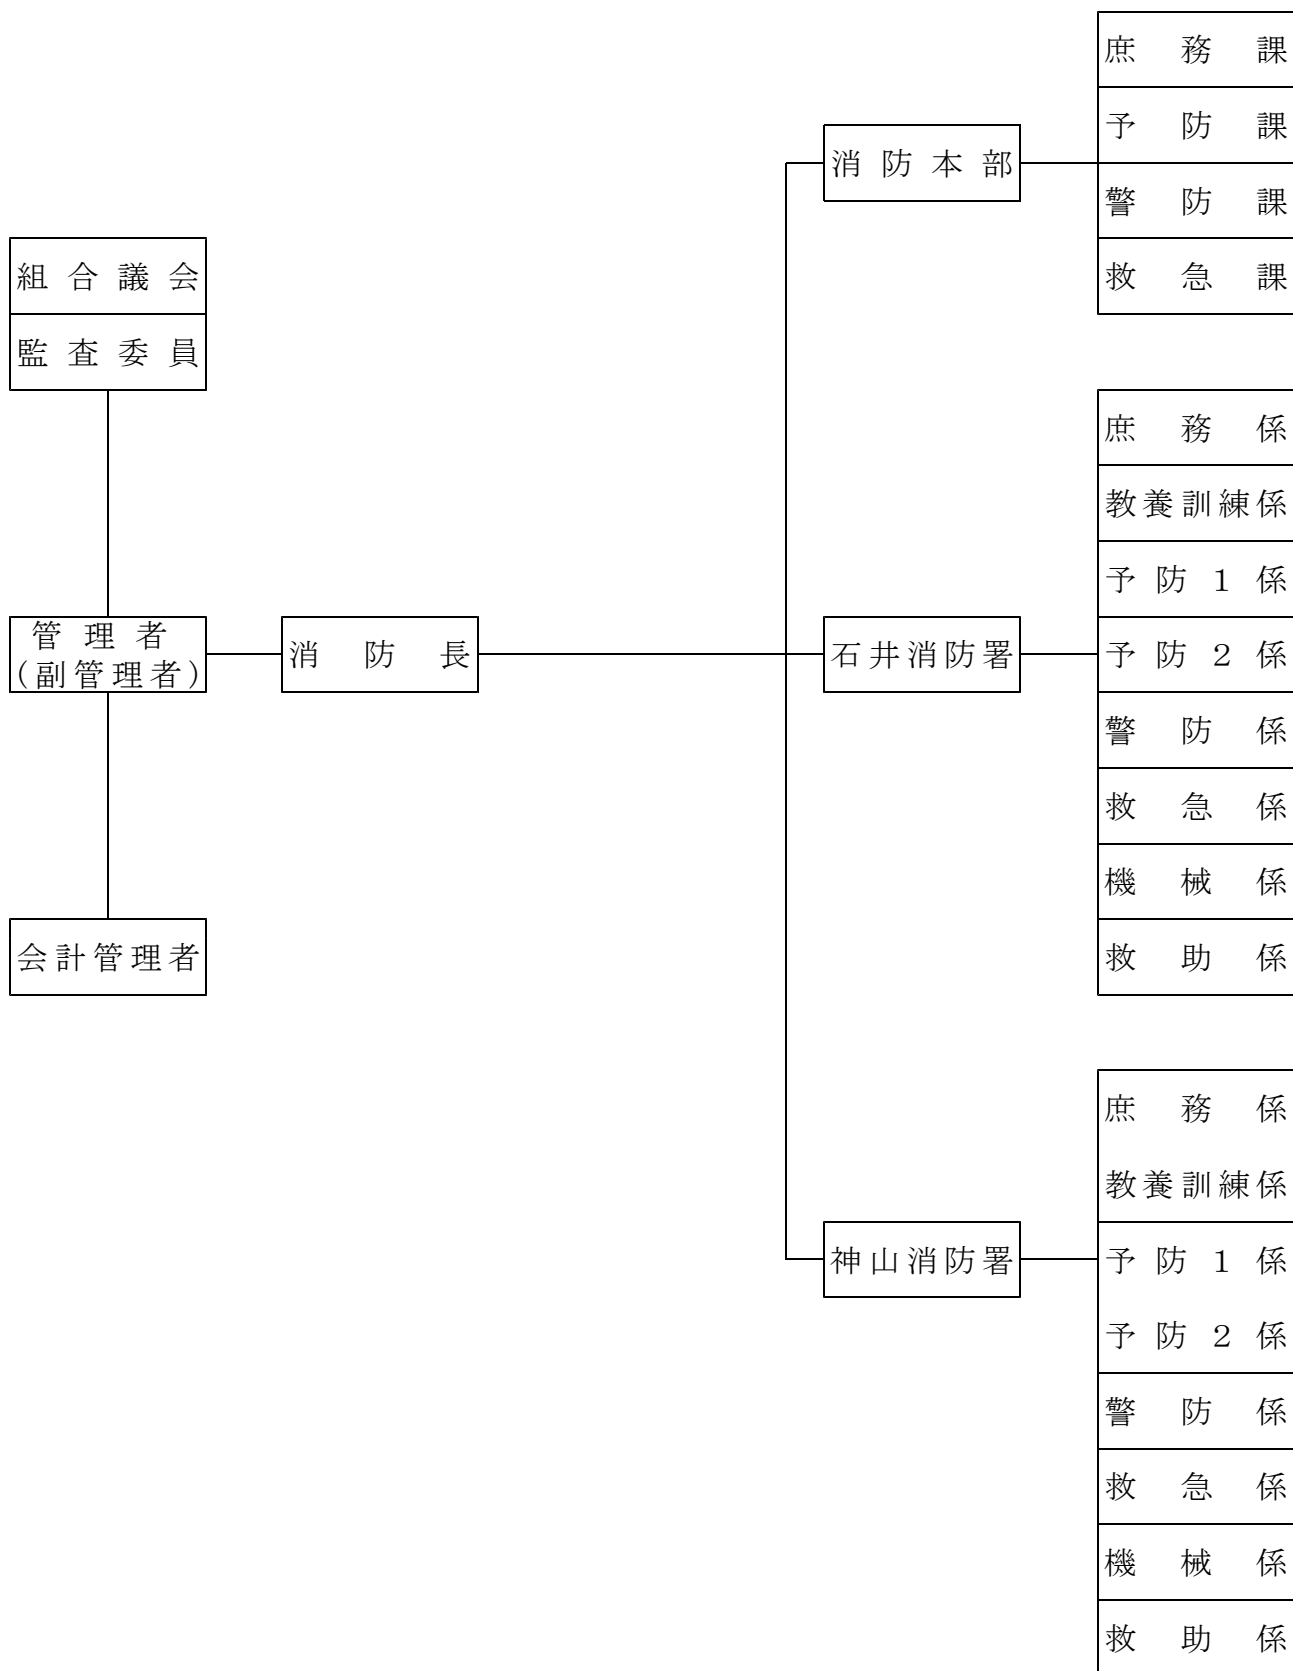 組合議会
監査委員
管理者
(副管理者)
会計管理者
消防長
消防本部
庶務課
予防課
警防課
救急課
石井消防署
庶務係
教養訓練係
予防1係
予防2係
警防係
救急係
機械係
救助係
神山消防署
庶務係
教養訓練係
予防1係
予防2係
警防係
救急係
機械係
救助係